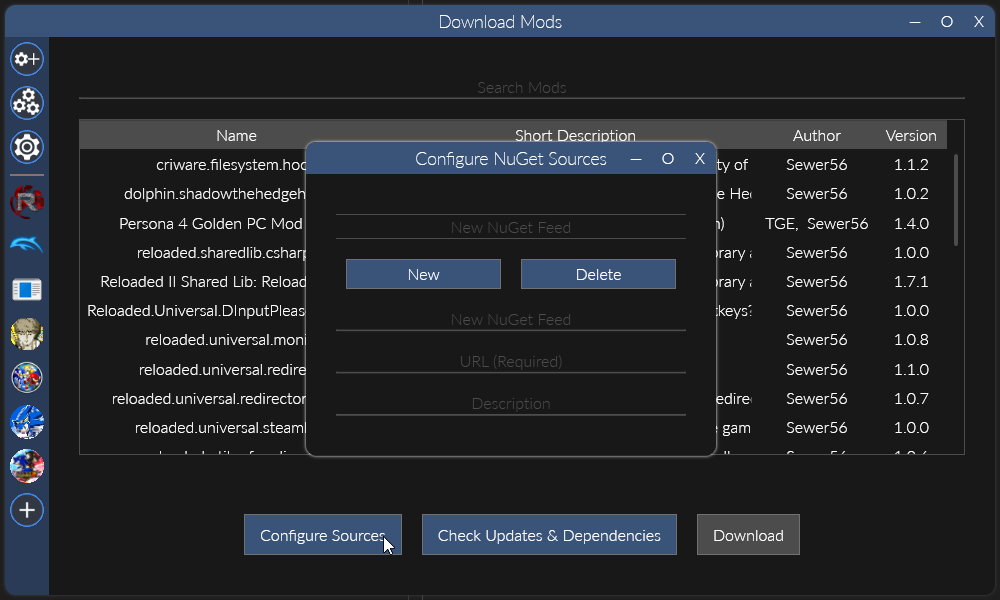 Download Mods
Search Mods
Name Short Description Author Version
criware.filesystem.hoo ty of Sewer56 1.1.2
dolphin.shadowthehedgeh e He Sewer56 1.0.2
Persona 4 Golden PC Mod n) TGE, Sewer56 1.4.0
reloaded.sharedlib.csharp rary a Sewer56 1.0.0
Reloaded II Shared Lib: Reload rary a Sewer56 1.7.1
Reloaded.Universal.DInputPleas keys? Sewer56 1.0.0
reloaded.universal.moni Sewer56 1.0.8
reloaded.universal.redire Sewer56 1.1.0
reloaded.universal.redirector edire Sewer56 1.0.7
reloaded.universal.steaml e gam Sewer56 1.0.0
Configure NuGet Sources
New NuGet Feed
New Delete
New NuGet Feed
URL (Required)
Description
Configure Sources Check Updates & Dependencies Download